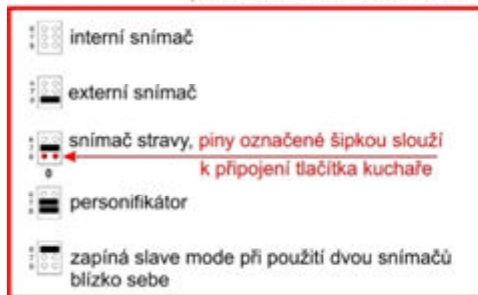 interní snímač
externí snímač
snímač stravy, piny označené šipkou slouží
k připojení tlačítka kuchaře
0
personifikátor
zapíná slave mode při použití dvou snímačů
blízko sebe